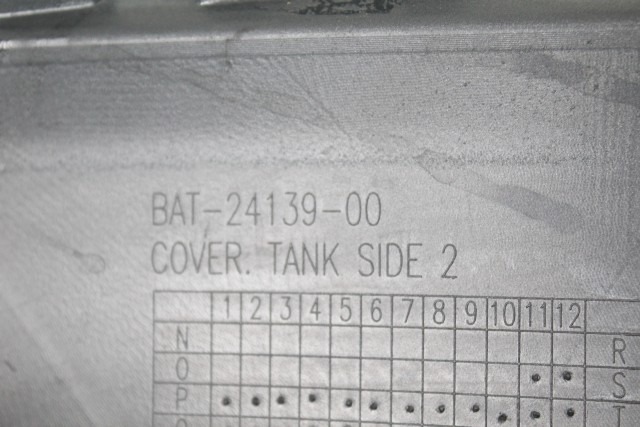 BAT-24139-00
COVER. TANK SIDE 2
1 2 3 4 5 6 7 8 9 10 11 12
N R
O S
P T